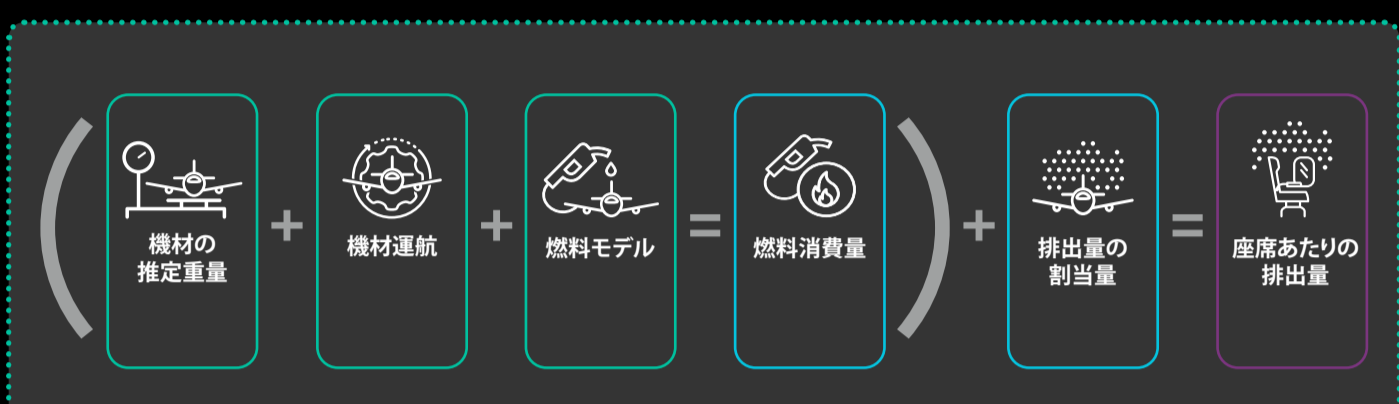 機材の
推定重量
+
機材運航
+
燃料モデル
=
燃料消費量
+
排出量の
割当量
=
座席あたりの
排出量